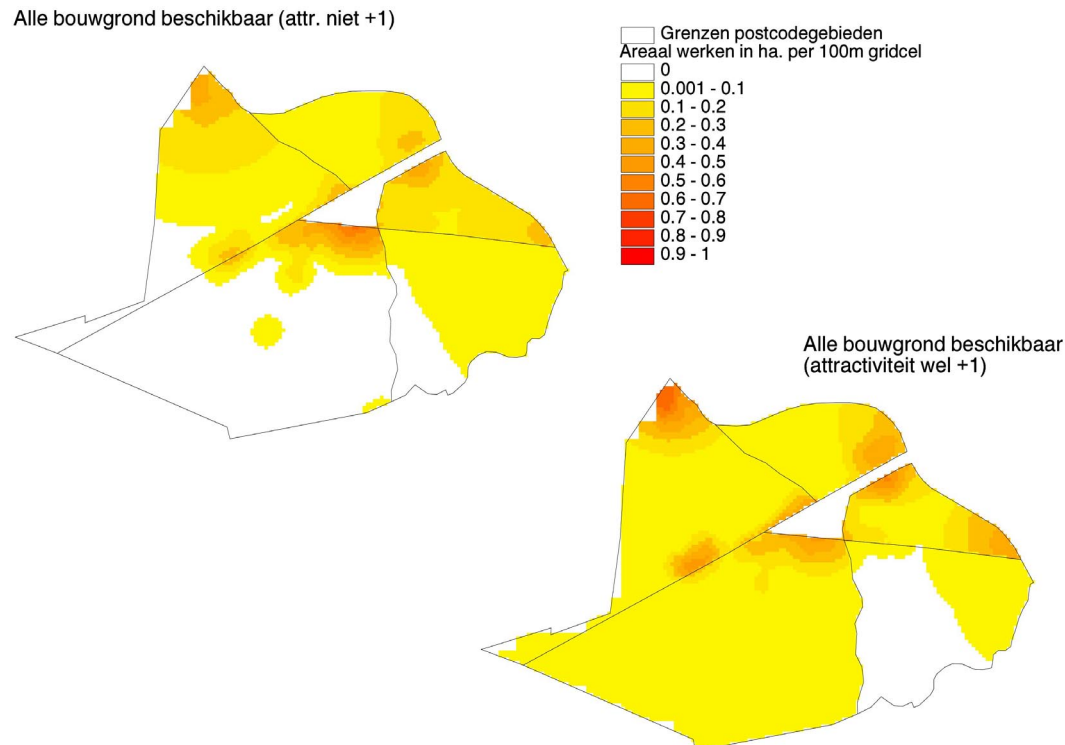 Alle bouwgrond beschikbaar (attr. niet +1)
Grenzen postcodegebieden
Areaal werken in ha. per 100m gridcel
0
0.001 - 0.1
0.1 - 0.2
0.2 - 0.3
0.3 - 0.4
0.4 - 0.5
0.5 - 0.6
0.6 - 0.7
0.7 - 0.8
0.8 - 0.9
0.9 - 1
Alle bouwgrond beschikbaar
(attractiviteit wel +1)